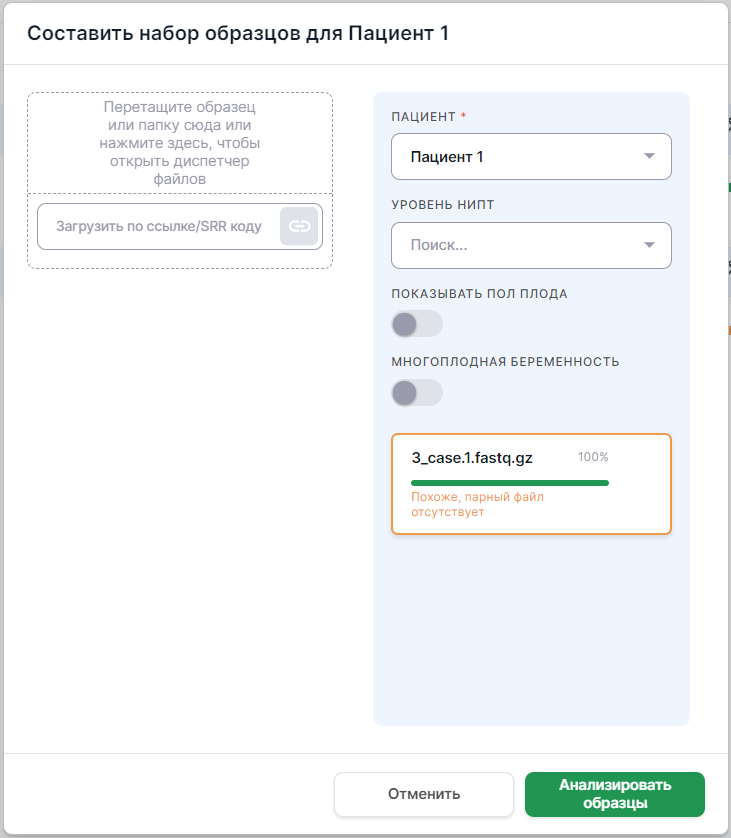 Составить набор образцов для Пациент 1
Перетащите образец
или папку сюда или
нажмите здесь, чтобы
открыть диспетчер
файлов
Загрузить по ссылке/SRR коду
ПАЦИЕНТ *
Пациент 1
УРОВЕНЬ НИПТ
Поиск...
ПОКАЗЫВАТЬ ПОЛ ПЛОДА
МНОГОПЛОДНАЯ БЕРЕМЕННОСТЬ
3_case.1.fastq.gz 100%
Похоже, парный файл
отсутствует
Отменить
Анализировать
образцы